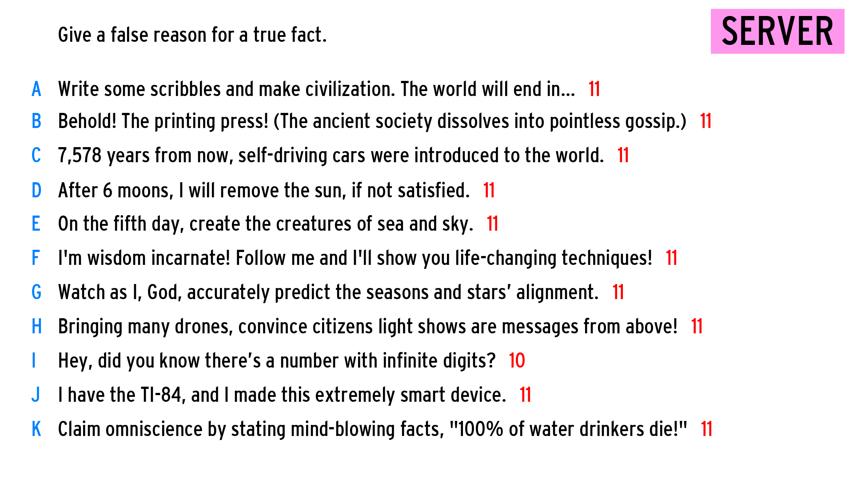 Give a false reason for a true fact.
SERVER
A Write some scribbles and make civilization. The world will end in... 11
B Behold! The printing press! (The ancient society dissolves into pointless gossip.) 11
C 7,578 years from now, self-driving cars were introduced to the world. 11
D After 6 moons, I will remove the sun, if not satisfied. 11
E On the fifth day, create the creatures of sea and sky. 11
F I'm wisdom incarnate! Follow me and I'll show you life-changing techniques! 11
G Watch as I, God, accurately predict the seasons and stars’ alignment. 11
H Bringing many drones, convince citizens light shows are messages from above! 11
I Hey, did you know there’s a number with infinite digits? 10
J I have the TI-84, and I made this extremely smart device. 11
K Claim omniscience by stating mind-blowing facts, "100% of water drinkers die!" 11